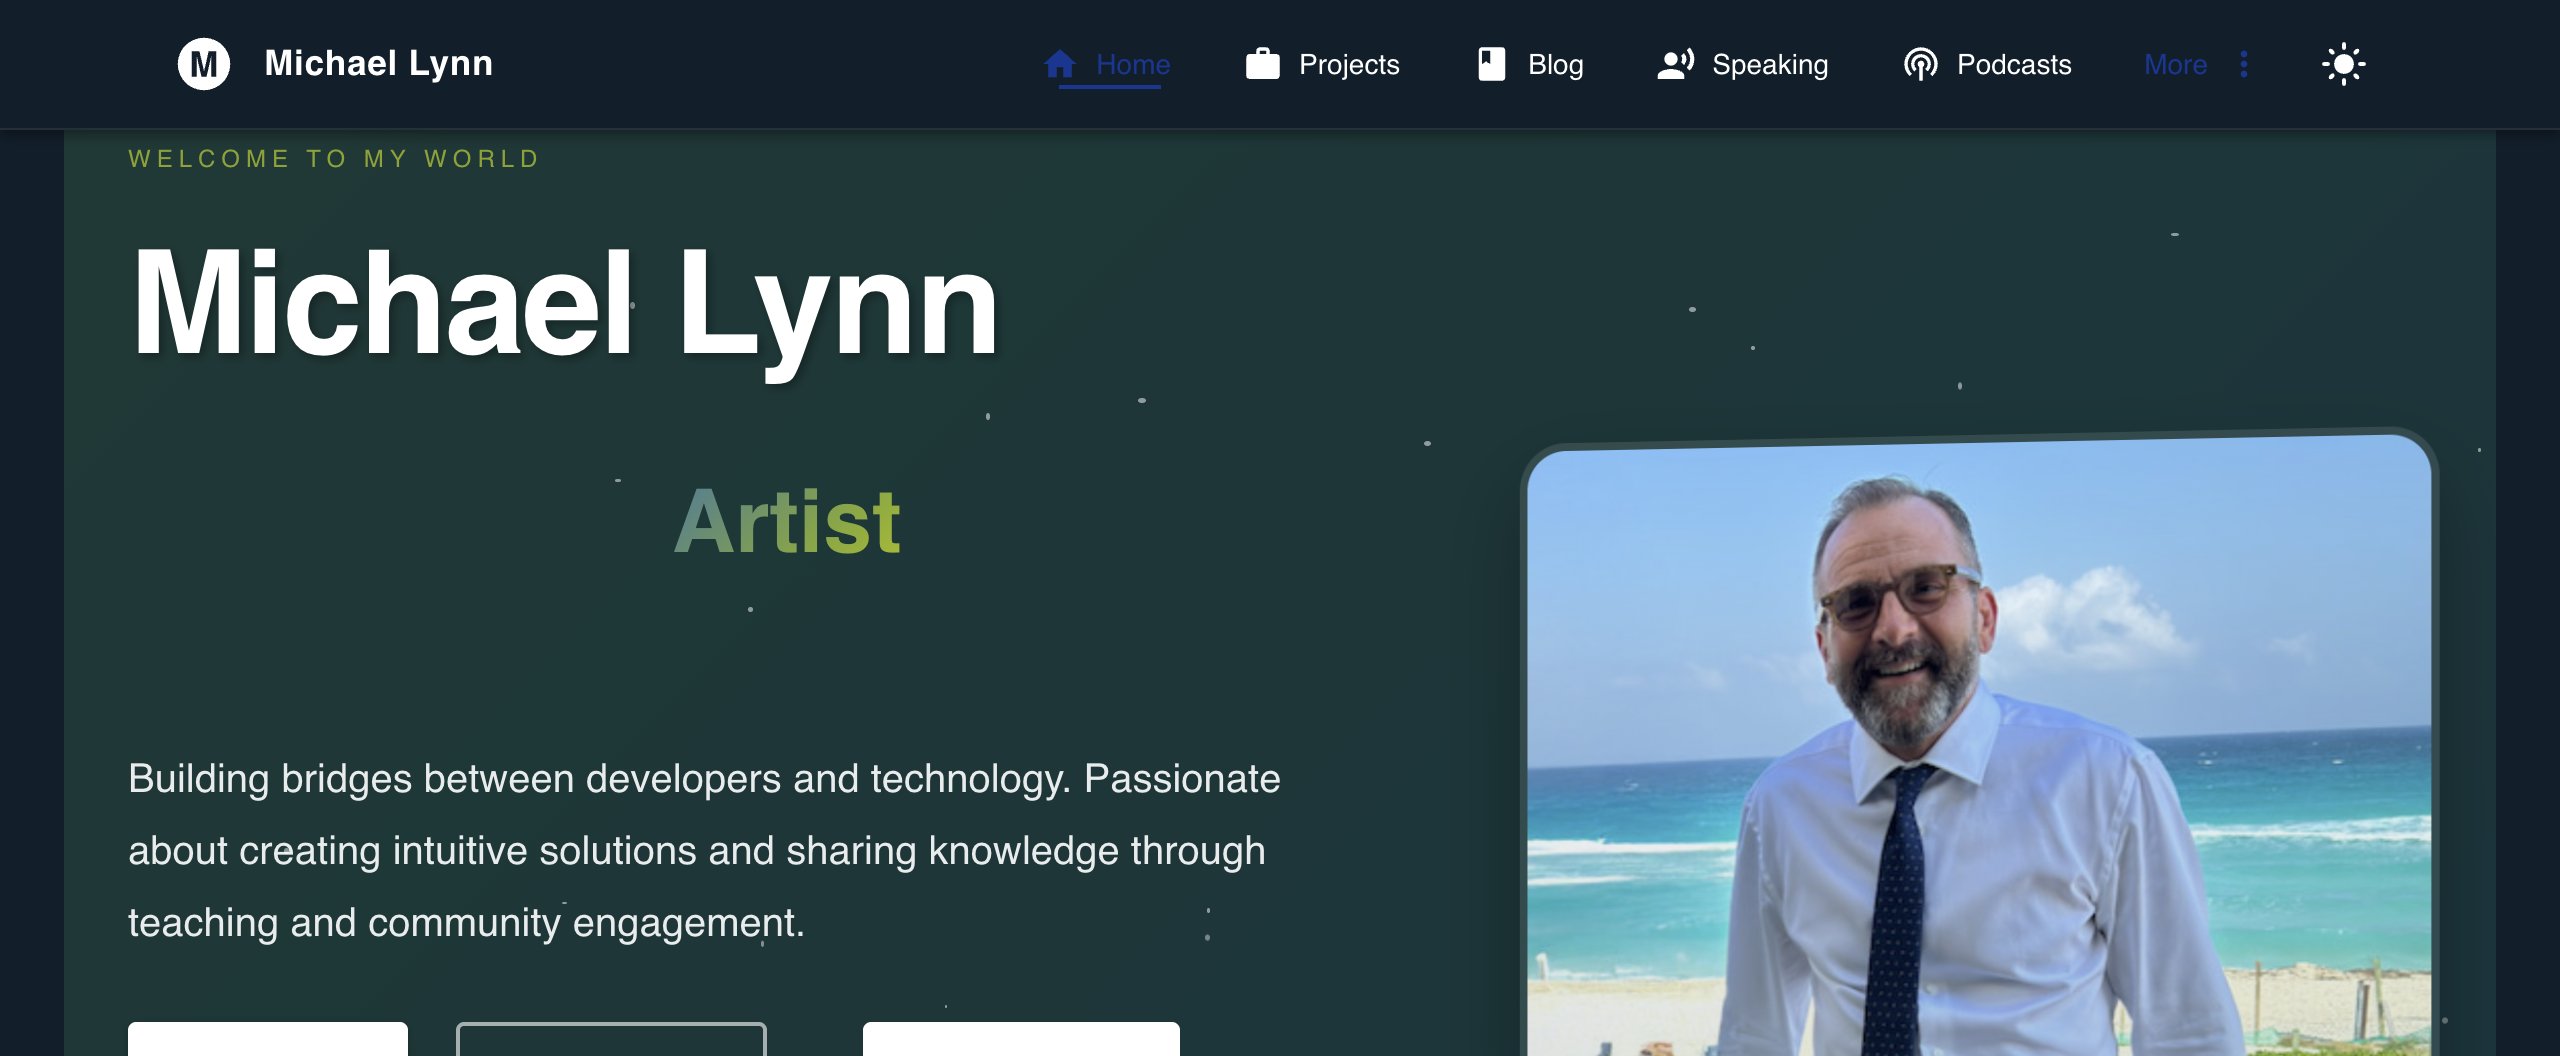 M Michael Lynn
Home Projects Blog Speaking Podcasts More
WELCOME TO MY WORLD
Michael Lynn
Artist
Building bridges between developers and technology. Passionate
about creating intuitive solutions and sharing knowledge through
teaching and community engagement.